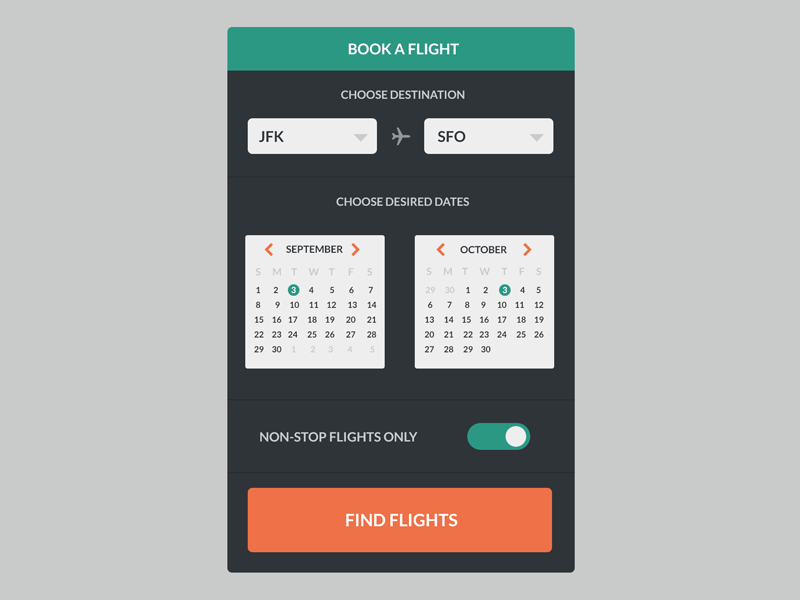 BOOK A FLIGHT
CHOOSE DESTINATION
JFK SFO
CHOOSE DESIRED DATES
SEPTEMBER
S M T W T F S
1 2 3 4 5 6 7
8 9 10 11 12 13 14
15 16 17 18 19 20 21
22 23 24 25 26 27 28
29 30 1 2 3 4 5
OCTOBER
S M T W T F S
29 30 1 2 3 4 5
6 7 8 9 10 11 12
13 14 15 16 17 18 19
20 21 22 23 24 25 26
27 28 29 30
NON-STOP FLIGHTS ONLY
FIND FLIGHTS